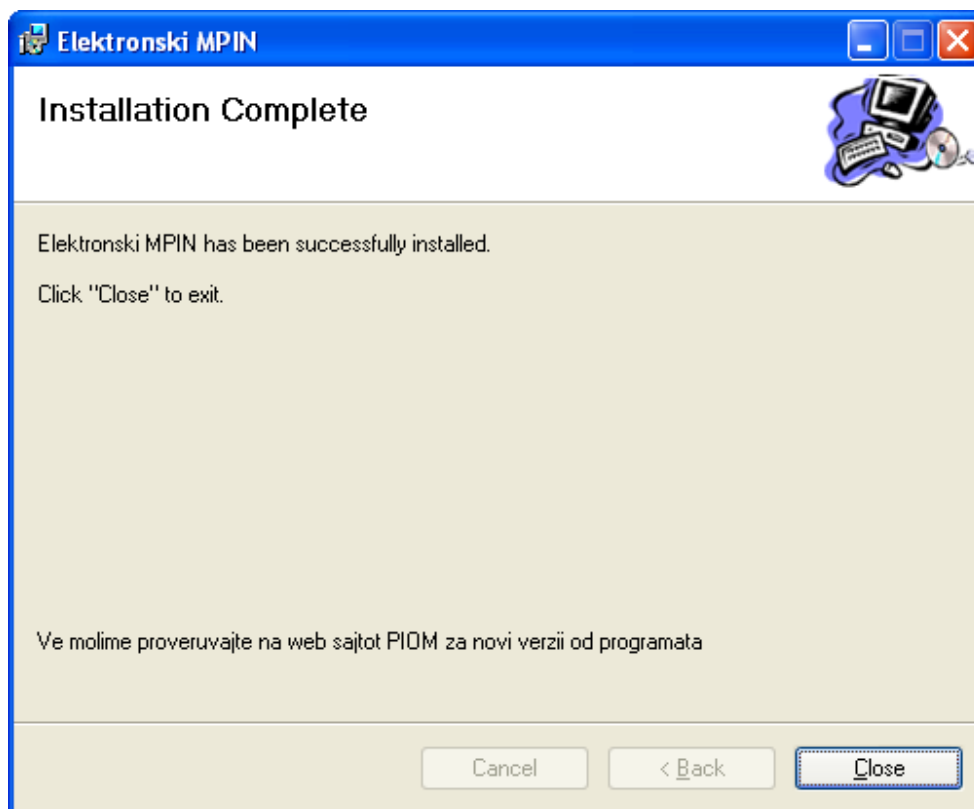 Elektronski MPIN
Installation Complete
Elektronski MPIN has been successfully installed.
Click "Close" to exit.
Ve molime proveruvajte na web sajtot PIOM za novi verzii od programata
Cancel
< Back
Close